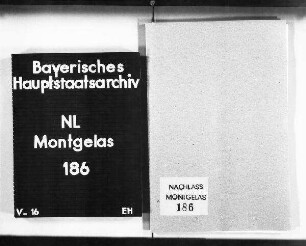 Bayerisches
Hauptstaatsarchiv
NL
Montgelas
186
V- 16 EH
NACHLASS
MONTGELAS
186